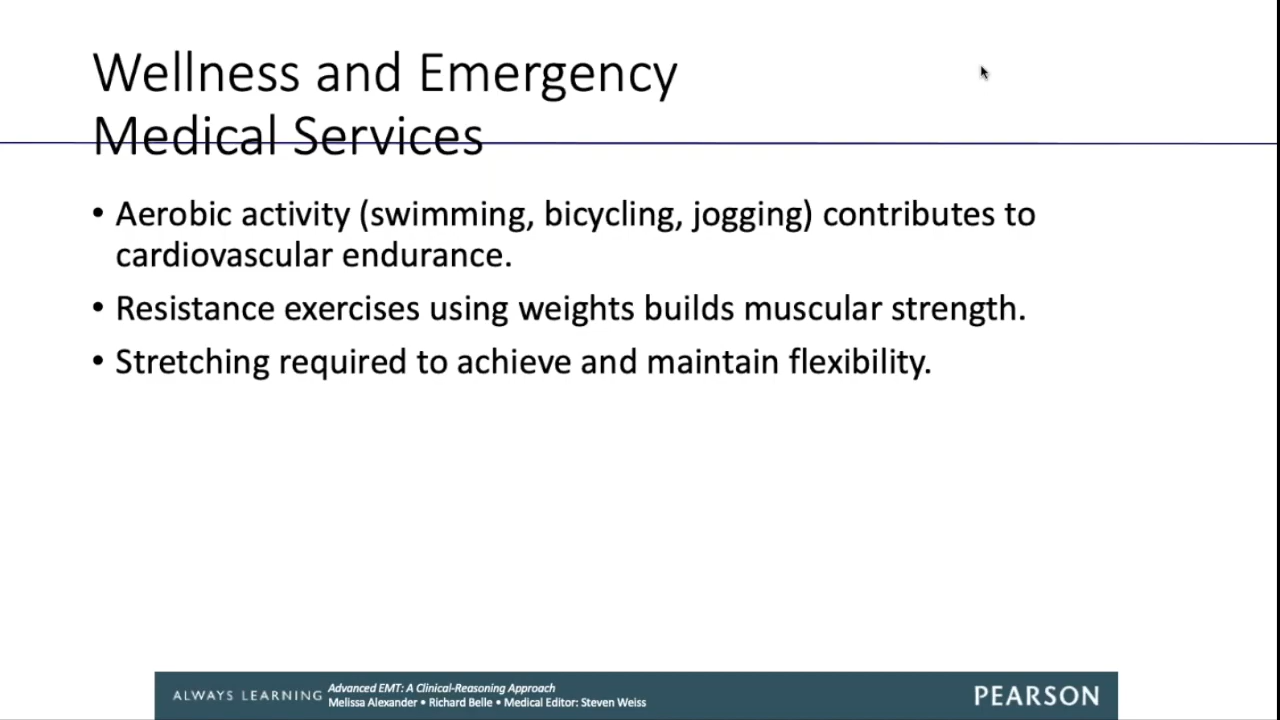 Wellness and Emergency
Medical Services
• Aerobic activity (swimming, bicycling, jogging) contributes to
cardiovascular endurance.
• Resistance exercises using weights builds muscular strength.
• Stretching required to achieve and maintain flexibility.
ALWAYS LEARNING
Advanced EMT: A Clinical-Reasoning Approach
Melissa Alexander • Richard Belle • Medical Editor: Steven Weiss
PEARSON